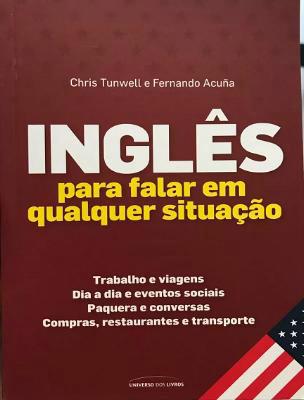 Chris Tunwell e Fernando Acuña
INGLÊS
para falar em
qualquer situação
Trabalho e viagens
Dia a dia e eventos sociais
Paquera e conversas
Compras, restaurantes e transporte
UNIVERSO DOS LIVROS